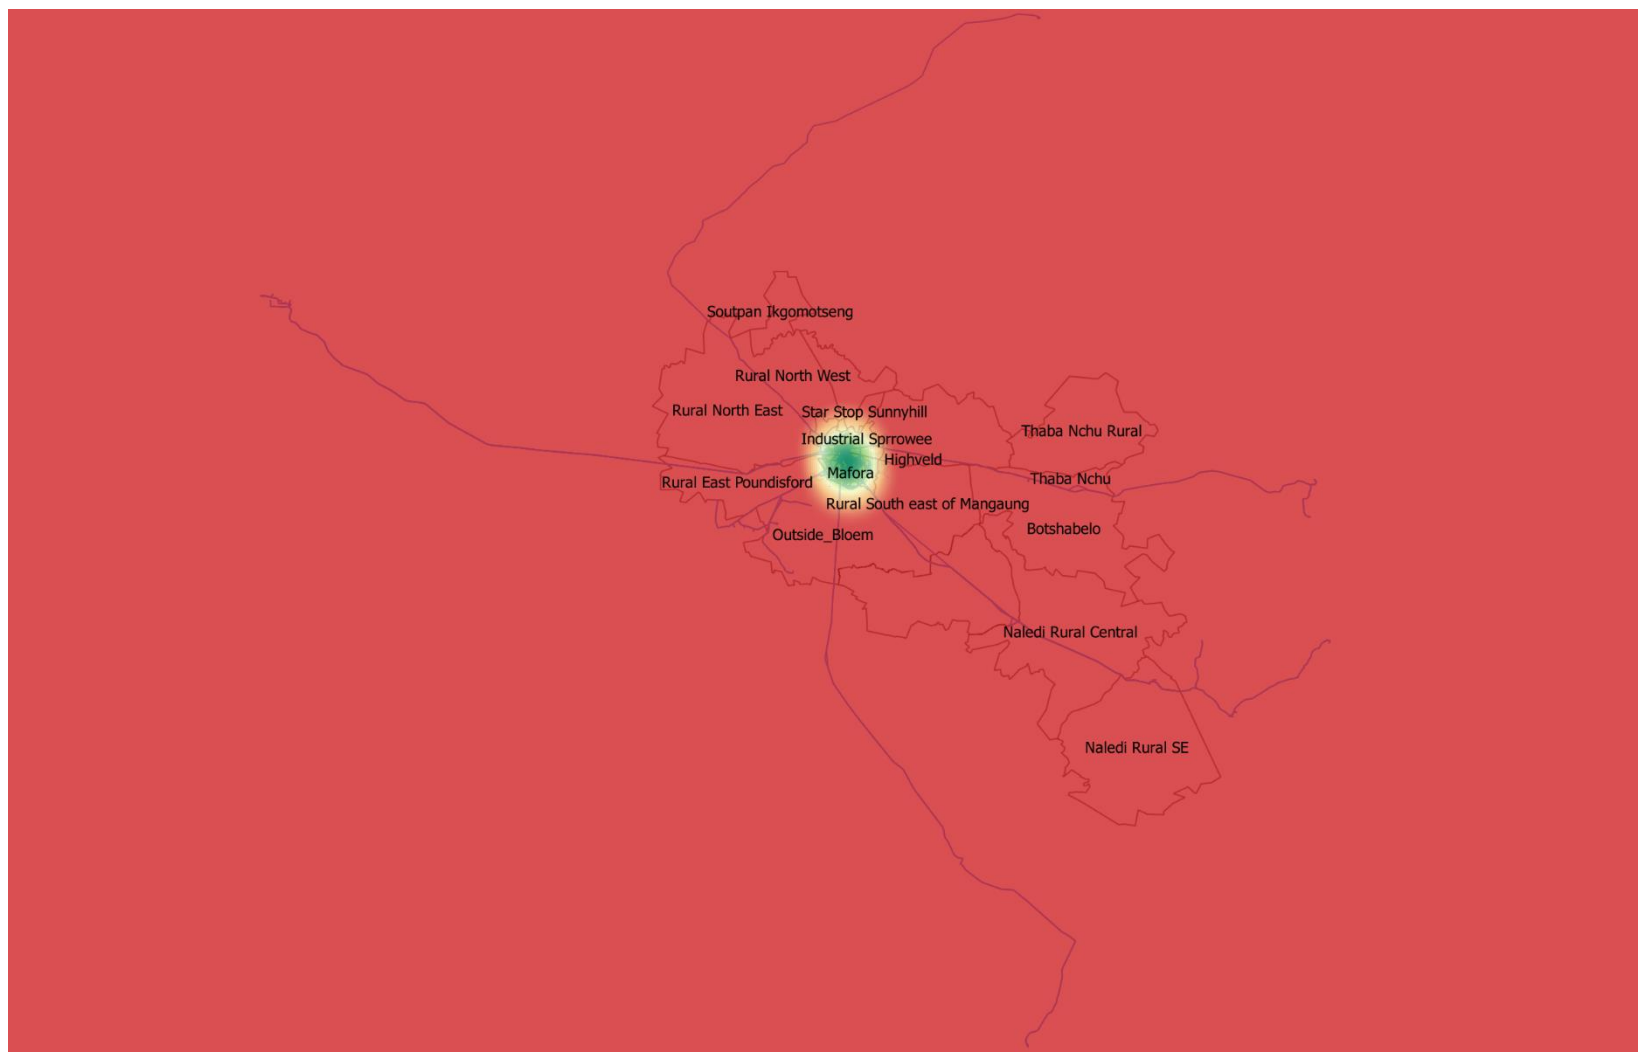 Soutpan Ikgomotseng
Rural North West
Rural North East
Star Stop Sunnyhill
Thaba Nchu Rural
Industrial Sprrowee
Highveld
Mafora
Thaba Nchu
Rural East Poundisford
Rural South east of Mangaung
Botshabelo
Outside_Bloem
Naledi Rural Central
Naledi Rural SE